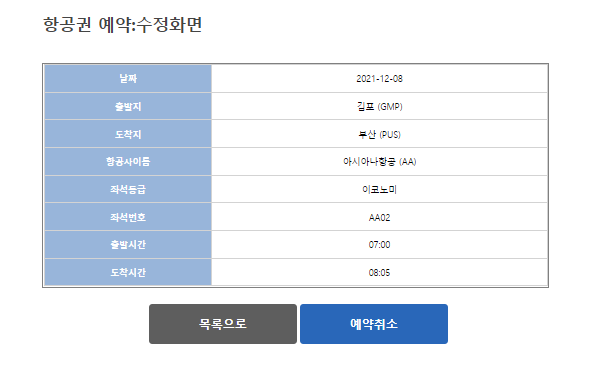 항공권 예약:수정화면
날짜 2021-12-08
출발지 김포 (GMP)
도착지 부산 (PUS)
항공사이름 아시아나항공 (AA)
좌석등급 이코노미
좌석번호 AA02
출발시간 07:00
도착시간 08:05
목록으로 예약취소